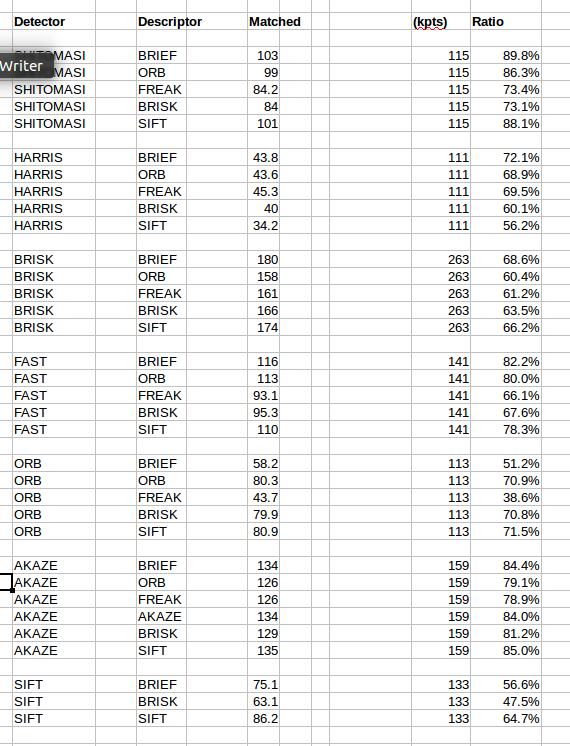 Detector Descriptor Matched (kpts) Ratio
SHITOMASI BRIEF 103 115 89.8%
Writer
ORB 99 115 86.3%
SHITOMASI FREAK 84.2 115 73.4%
SHITOMASI BRISK 84 115 73.1%
SHITOMASI SIFT 101 115 88.1%
HARRIS BRIEF 43.8 111 72.1%
HARRIS ORB 43.6 111 68.9%
HARRIS FREAK 45.3 111 69.5%
HARRIS BRISK 40 111 60.1%
HARRIS SIFT 34.2 111 56.2%
BRISK BRIEF 180 263 68.6%
BRISK ORB 158 263 60.4%
BRISK FREAK 161 263 61.2%
BRISK BRISK 166 263 63.5%
BRISK SIFT 174 263 66.2%
FAST BRIEF 116 141 82.2%
FAST ORB 113 141 80.0%
FAST FREAK 93.1 141 66.1%
FAST BRISK 95.3 141 67.6%
FAST SIFT 110 141 78.3%
ORB BRIEF 58.2 113 51.2%
ORB ORB 80.3 113 70.9%
ORB FREAK 43.7 113 38.6%
ORB BRISK 79.9 113 70.8%
ORB SIFT 80.9 113 71.5%
AKAZE BRIEF 134 159 84.4%
AKAZE ORB 126 159 79.1%
AKAZE FREAK 126 159 78.9%
AKAZE AKAZE 134 159 84.0%
AKAZE BRISK 129 159 81.2%
AKAZE SIFT 135 159 85.0%
SIFT BRIEF 75.1 133 56.6%
SIFT BRISK 63.1 133 47.5%
SIFT SIFT 86.2 133 64.7%